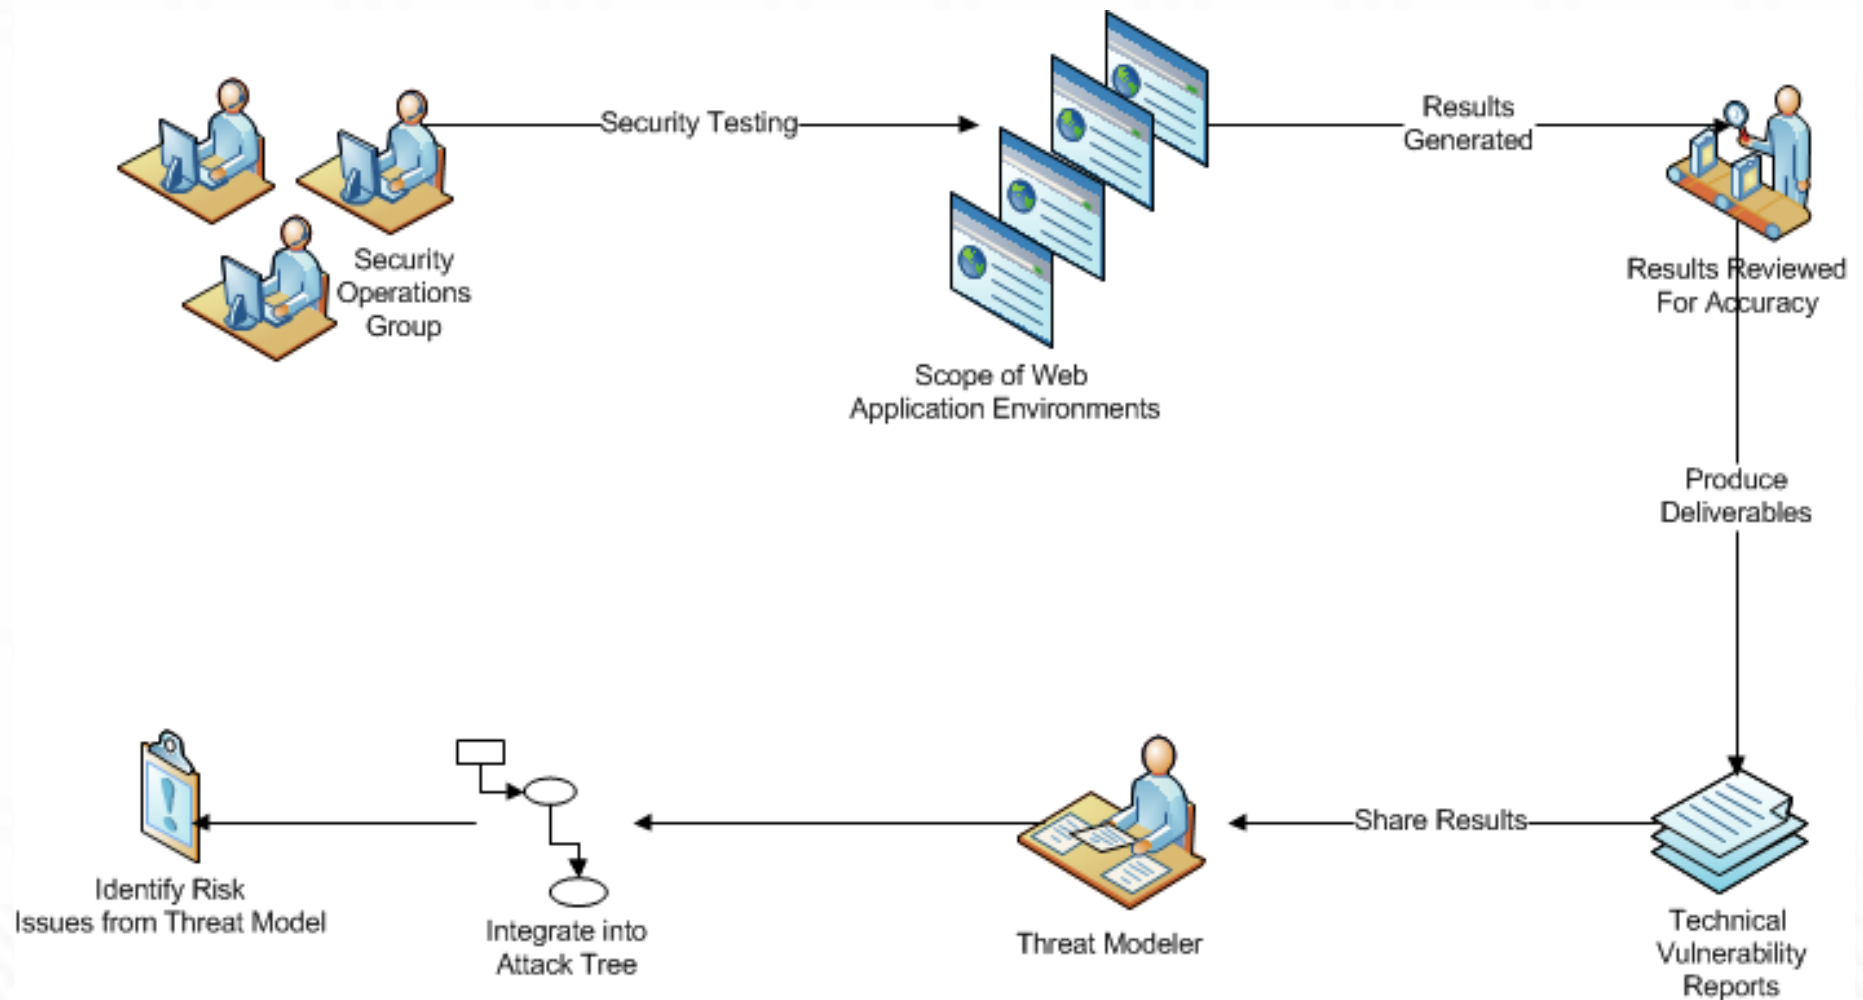 Security Testing
Results
Generated
Security
Operations
Group
Scope of Web
Application Environments
Results Reviewed
For Accuracy
Produce
Deliverables
Share Results
Technical
Vulnerability
Reports
Threat Modeler
Integrate into
Attack Tree
Identify Risk
Issues from Threat Model